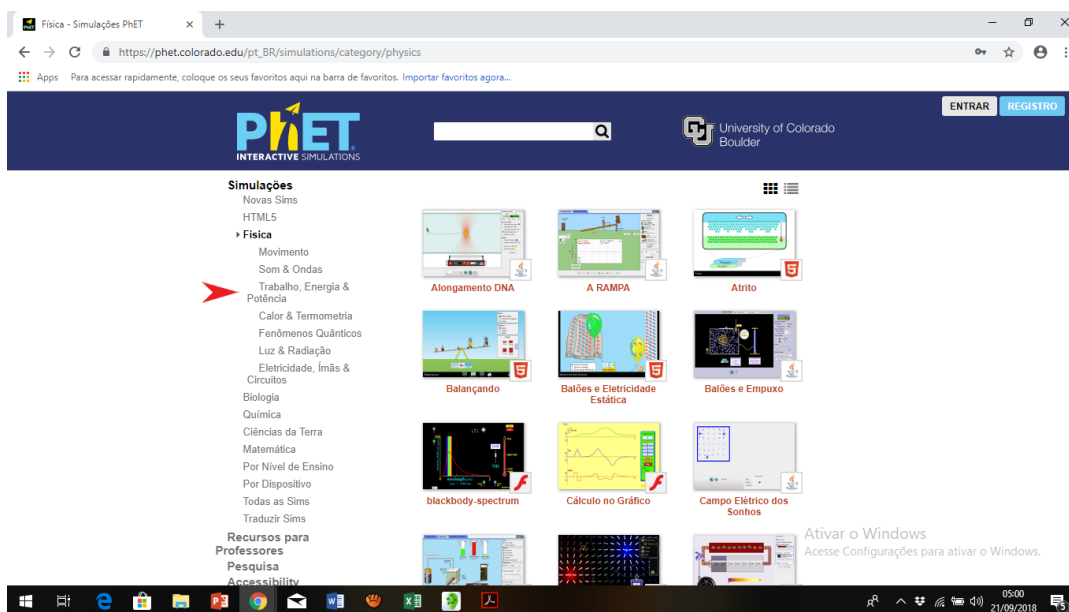 Física - Simulações PhET
https://phet.colorado.edu/pt_BR/simulations/category/physics
Apps Para acessar rapidamente, coloque os seus favoritos aqui na barra de favoritos. Importar favoritos agora...
ENTRAR REGISTRO
PhET
INTERACTIVE SIMULATIONS
CU
University of Colorado
Boulder
Simulações
Novas Sims
HTML5
Física
Movimento
Som & Ondas
Trabalho, Energia &
Potência
Calor & Termometria
Fenômenos Quânticos
Luz & Radiação
Eletricidade, Ímãs &
Circuitos
Biologia
Química
Ciências da Terra
Matemática
Por Nível de Ensino
Por Dispositivo
Todas as Sims
Traduzir Sims
Recursos para
Professores
Pesquisa
Accessibility
Alongamento DNA
A RAMPA
Atrito
Balançando
Balões e Eletricidade
Estática
Balões e Empuxo
blackbody-spectrum
Cálculo no Gráfico
Campo Elétrico dos
Sonhos
Ativar o Windows
Acesse Configurações para ativar o Windows.
05:00
21/09/2018